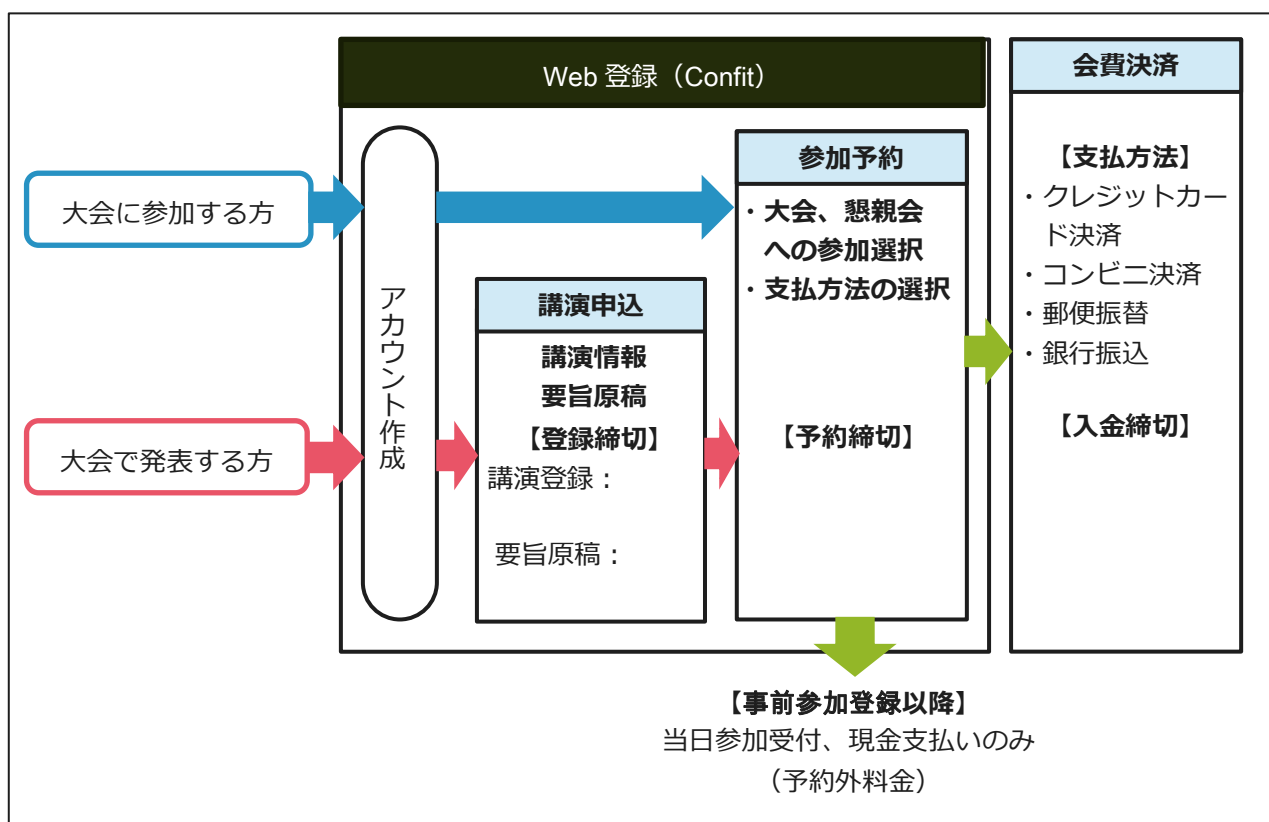 Web 登録（Confit）
会費決済
大会に参加する方
大会で発表する方
アカウント作成
講演申込
講演情報
要旨原稿
【登録締切】
講演登録：
要旨原稿：
参加予約
・大会、懇親会
への参加選択
・支払方法の選択
【予約締切】
【支払方法】
・クレジットカー
ド決済
・コンビニ決済
・郵便振替
・銀行振込
【入金締切】
【事前参加登録以降】
当日参加受付、現金支払いのみ
（予約外料金）